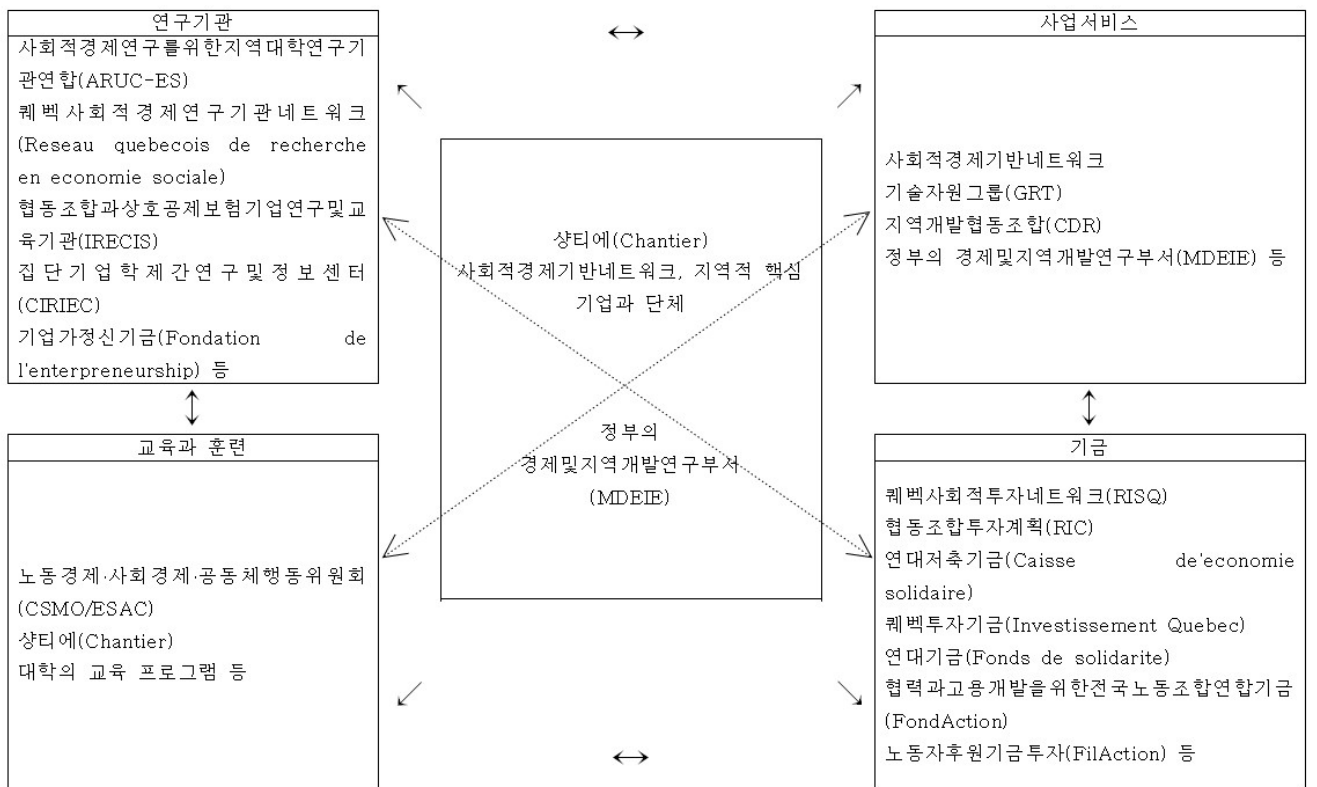 연구기관
사회적경제연구를위한지역대학연구기
관연합(ARUC-ES)
퀘벡사회적경제연구기관네트워크
(Reseau quebecois de recherche
en economie sociale)
협동조합과상호공제보험기업연구및교
육기관(IRECIS)
집단기업학제간연구및정보센터
(CIRIEC)
기업가정신기금(Fondation de
l'enterpreneurship) 등
사업서비스
사회적경제기반네트워크
기술자원그룹(GRT)
지역개발협동조합(CDR)
정부의 경제및지역개발연구부서(MDEIE) 등
샹티에(Chantier)
사회적경제기반네트워크, 지역적 핵심
기업과 단체
정부의
경제및지역개발연구부서
(MDEIE)
교육과 훈련
노동경제·사회경제·공동체행동위원회
(CSMO/ESAC)
샹티에(Chantier)
대학의 교육 프로그램 등
기금
퀘벡사회적투자네트워크(RISQ)
협동조합투자계획(RIC)
연대저축기금(Caisse de'economie
solidaire)
퀘벡투자기금(Investissement Quebec)
연대기금(Fonds de solidarite)
협력과고용개발을위한전국노동조합연합기금
(FondAction)
노동자후원기금투자(FilAction) 등